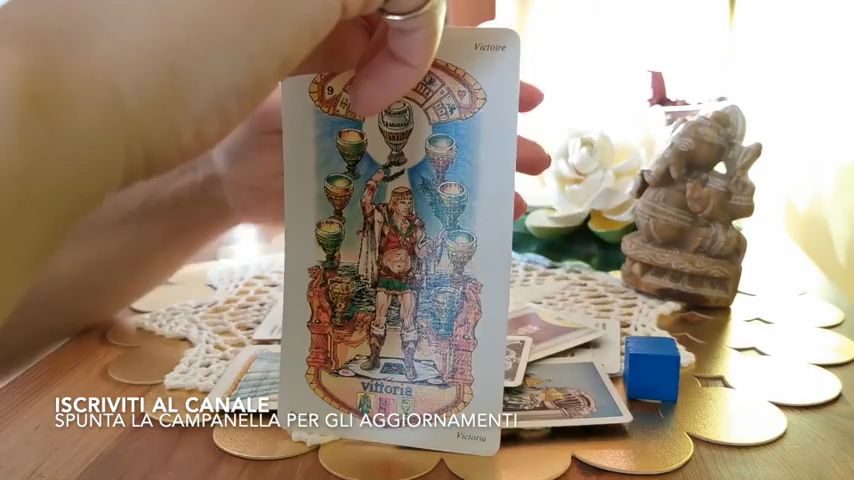 Victoire
9
vittoria
ISCRIVITI AL CANALE
SPUNTA LA CAMPANELLA PER GLI AGGIORNAMENTI
Victoria